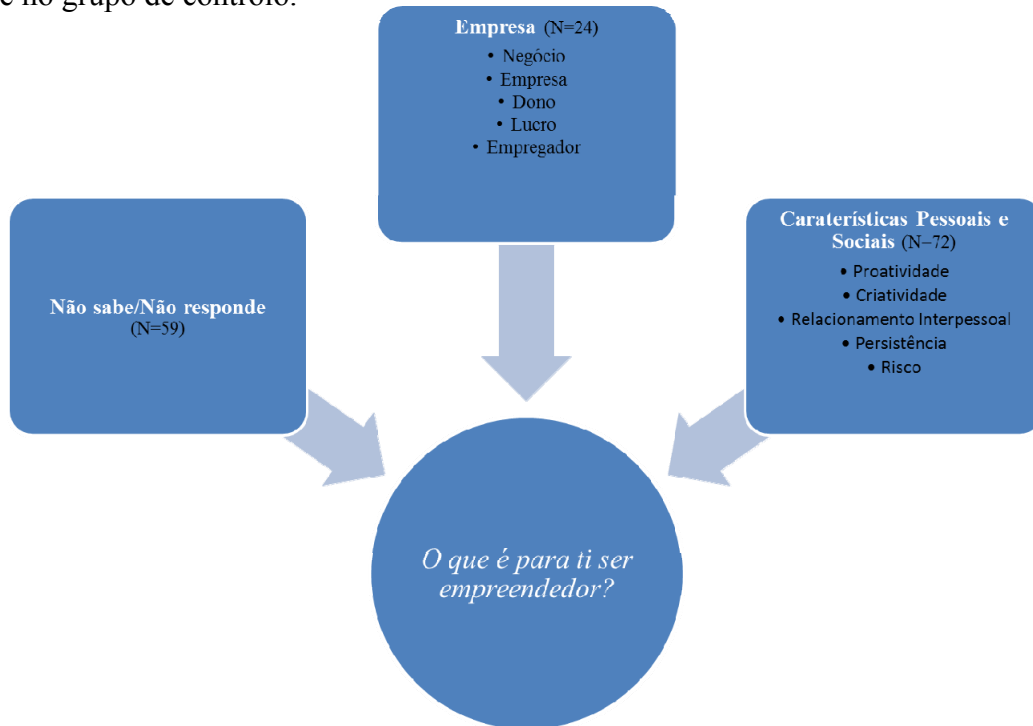 e no grupo de controlo.
Empresa (N=24)
• Negócio
• Empresa
• Dono
• Lucro
• Empregador
Não sabe/Não responde
(N=59)
Caraterísticas Pessoais e
Sociais (N=72)
• Proatividade
• Criatividade
• Relacionamento Interpessoal
• Persistência
• Risco
O que é para ti ser
empreendedor?